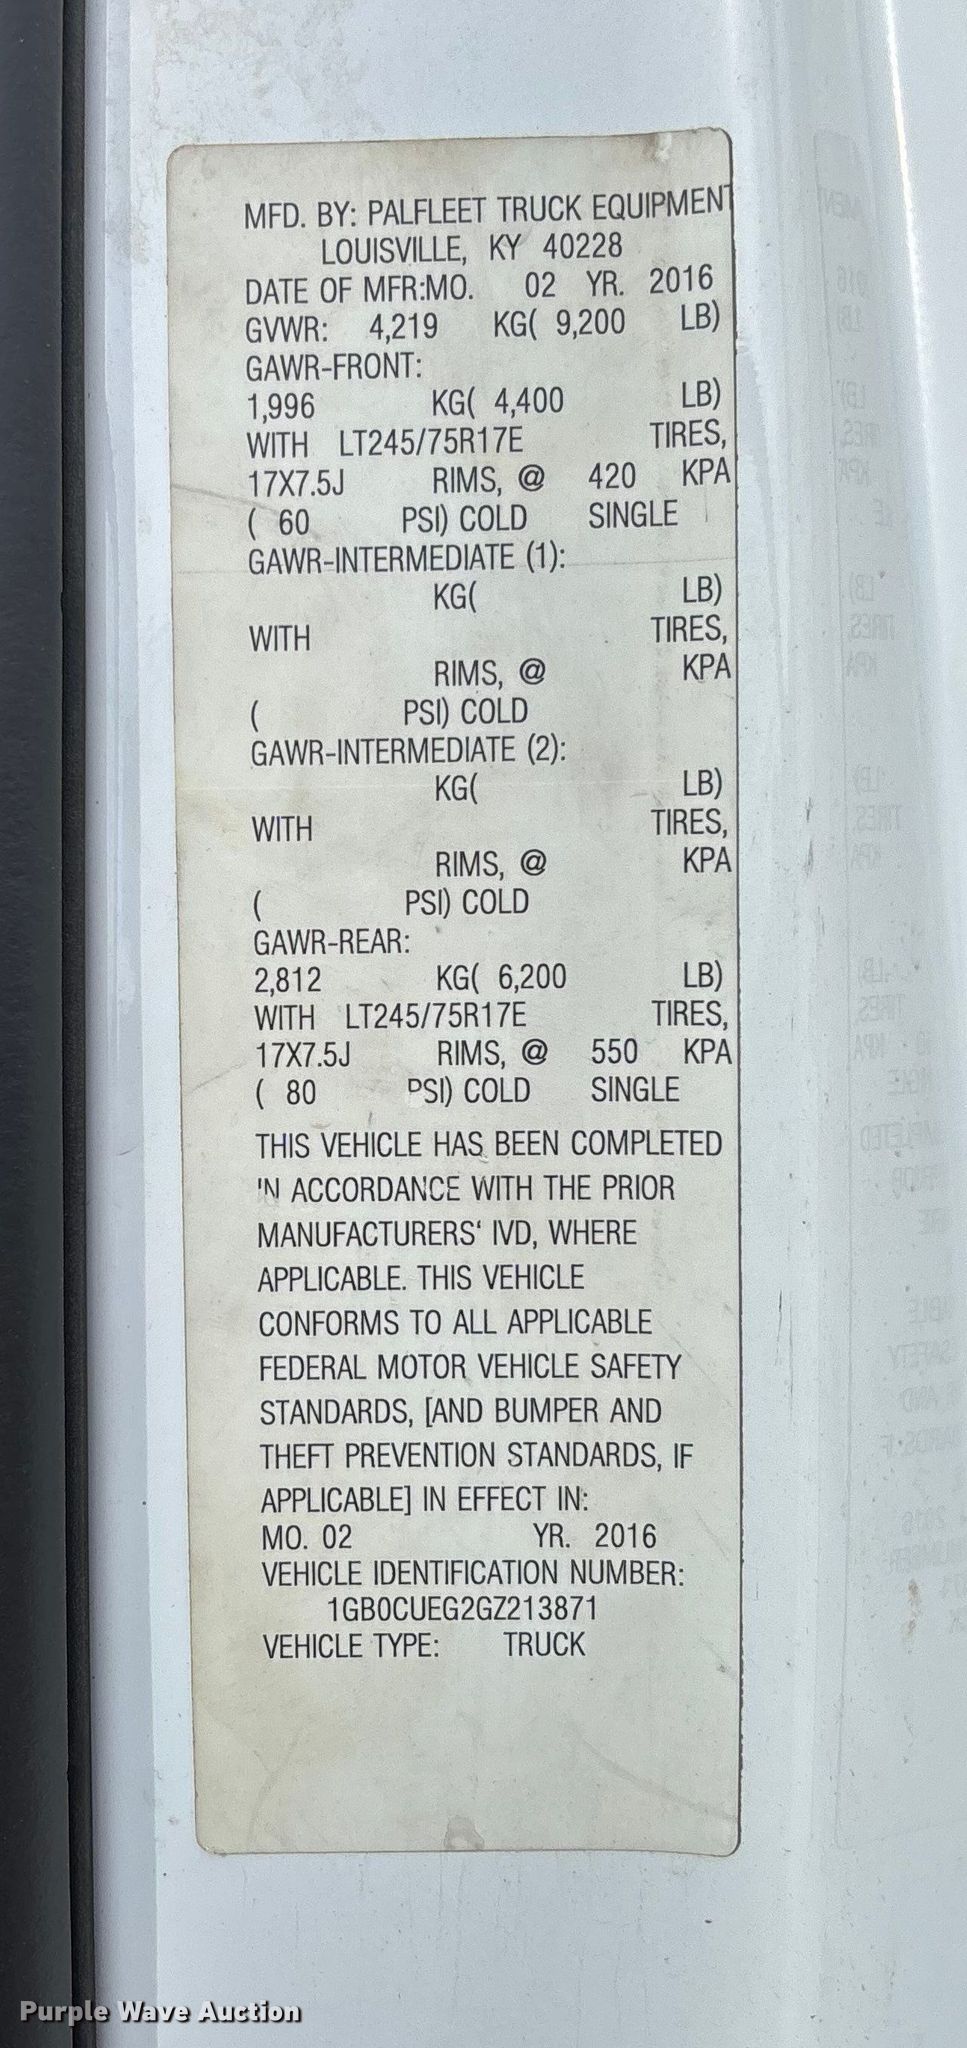 MFD. BY: PALFLEET TRUCK EQUIPMENT
LOUISVILLE, KY 40228
DATE OF MFR:MO. 02 YR. 2016
GVWR: 4,219 KG( 9,200 LB)
GAWR-FRONT:
1,996 KG( 4,400 LB)
WITH LT245/75R17E TIRES,
17X7.5J RIMS, @ 420 KPA
( 60 PSI) COLD SINGLE
GAWR-INTERMEDIATE (1):
KG( LB)
WITH TIRES,
RIMS, @ KPA
( PSI) COLD
GAWR-INTERMEDIATE (2):
KG( LB)
WITH TIRES,
RIMS, @ KPA
( PSI) COLD
GAWR-REAR:
2,812 KG( 6,200 LB)
WITH LT245/75R17E TIRES,
17X7.5J RIMS, @ 550 KPA
( 80 PSI) COLD SINGLE
THIS VEHICLE HAS BEEN COMPLETED
IN ACCORDANCE WITH THE PRIOR
MANUFACTURERS' IVD, WHERE
APPLICABLE. THIS VEHICLE
CONFORMS TO ALL APPLICABLE
FEDERAL MOTOR VEHICLE SAFETY
STANDARDS, [AND BUMPER AND
THEFT PREVENTION STANDARDS, IF
APPLICABLE] IN EFFECT IN:
MO. 02 YR. 2016
VEHICLE IDENTIFICATION NUMBER:
1GB0CUEG2GZ213871
VEHICLE TYPE: TRUCK
Purple Wave Auction